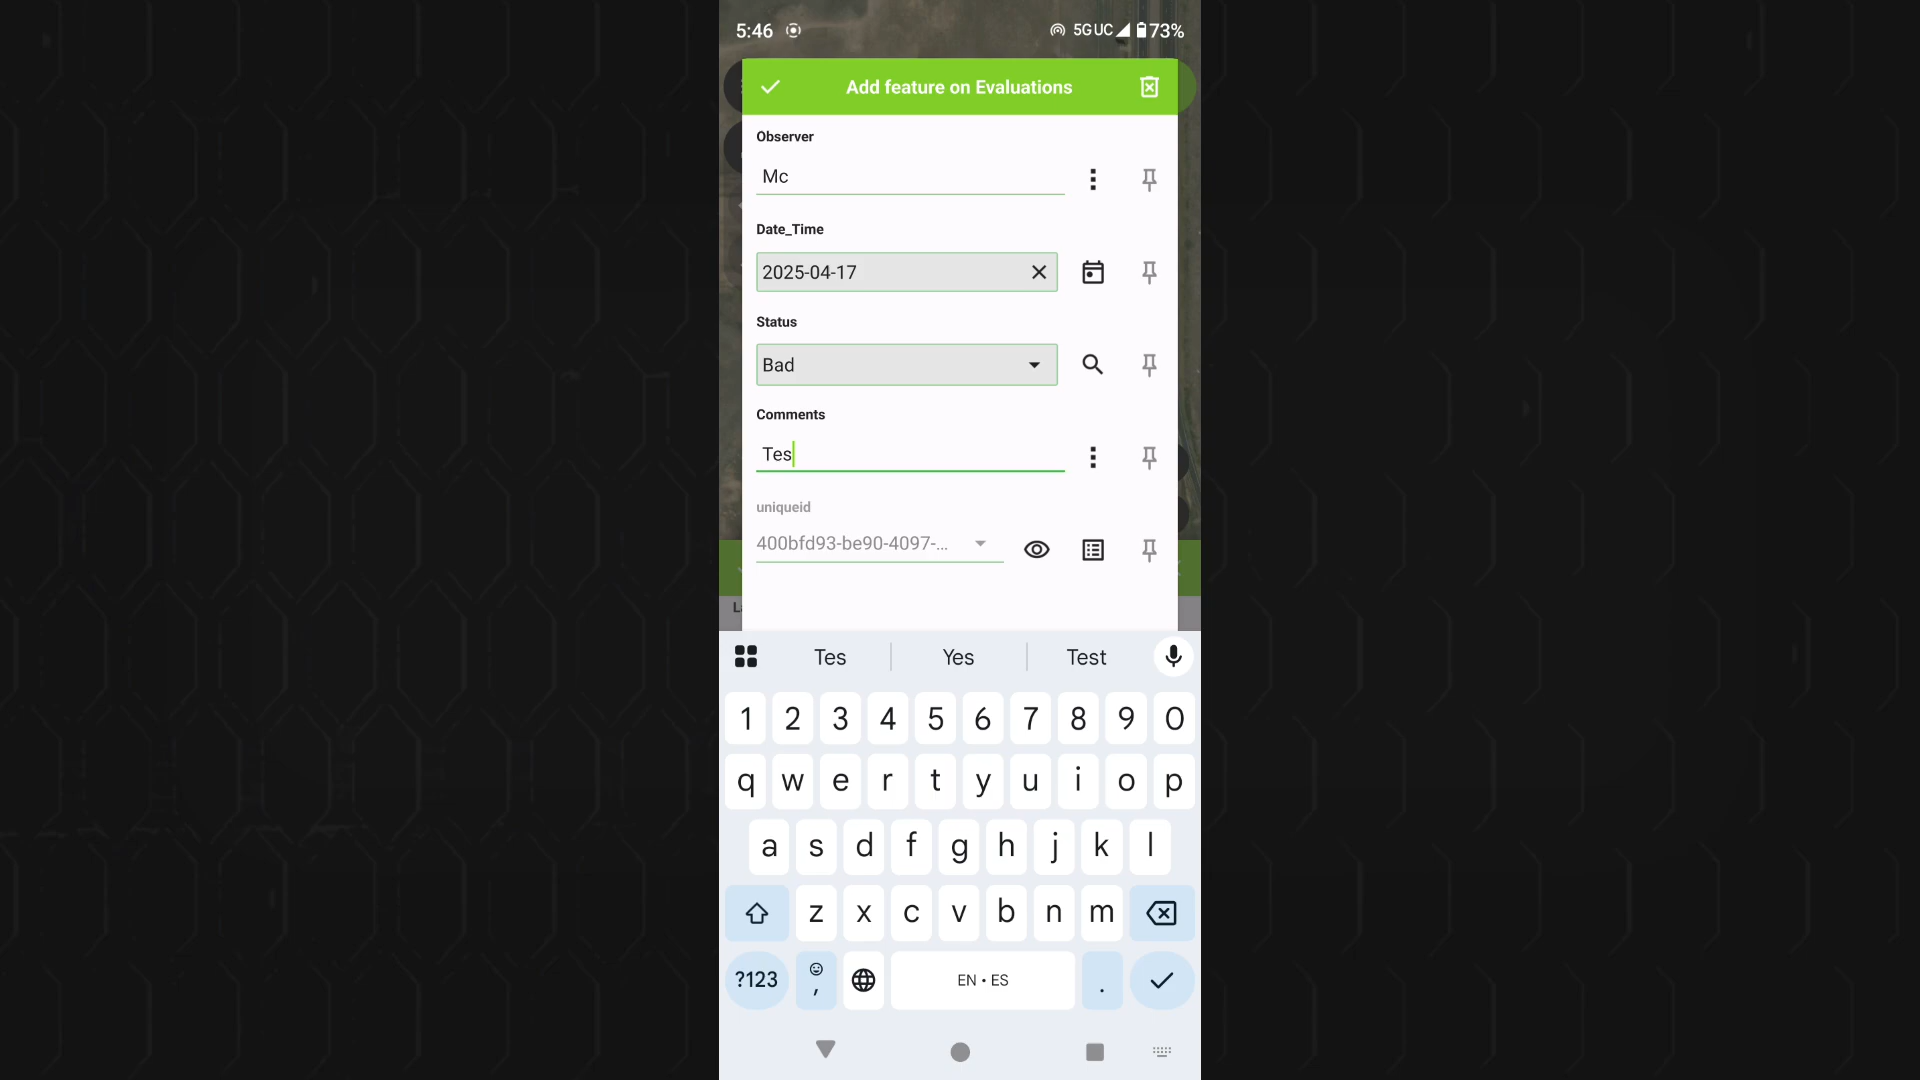 5:46 5G UC 73%
Add feature on Evaluations
Observer
Mc
Date_Time
2025-04-17
Status
Bad
Comments
Tes
uniqueid
400bfd93-be90-4097-...
Tes Yes Test
1 2 3 4 5 6 7 8 9 0
q w e r t y u i o p
a s d f g h j k l
z x c v b n m
?123 , EN • ES .